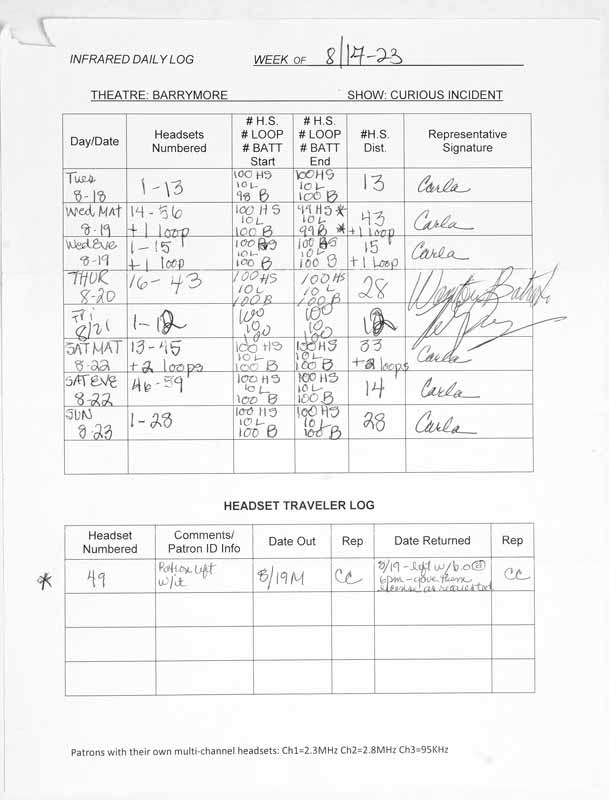 INFRARED DAILY LOG WEEK OF 8/17-23
THEATRE: BARRYMORE SHOW: CURIOUS INCIDENT
Day/Date Headsets Numbered # H.S. # LOOP # BATT Start # H.S. # LOOP # BATT End #H.S. Dist. Representative Signature
Tues 8-18 1-13 100 HS 10 L 98 B 100 HS 10 L 100 B 13 Carla
Wed MAT 8-19 14-56 +1 loop 100 HS 10 L 100 B 99 HS * 10 L 99 B * 43 +1 loop Carla
Wed Eve 8-19 1-15 +1 loop 100 HS 10 L 100 B 100 HS 10 L 100 B 15 +1 loop Carla
THUR 8-20 16-43 100 HS 10 L 100 B 100 HS 10 L 100 B 28
Fri 8/21 1-12 100 10 100 100 10 100 12
SAT MAT 8-22 13-45 +2 loops 100 HS 10 L 100 B 100 HS 10 L 100 B 33 +2 loops Carla
SAT EVE 8-22 46-59 100 HS 10 L 100 B 100 HS 10 L 100 B 14 Carla
SUN 8-23 1-28 100 HS 10 L 100 B 100 HS 10 L 100 B 28 Carla
HEADSET TRAVELER LOG
Headset Numbered Comments/ Patron ID Info Date Out Rep Date Returned Rep
* 49 Patron left w/it 8/19M CC 8/19 - left w/b.o @ 6pm - gave them license as requested CC
Patrons with their own multi-channel headsets: Ch1=2.3MHz Ch2=2.8MHz Ch3=95KHz